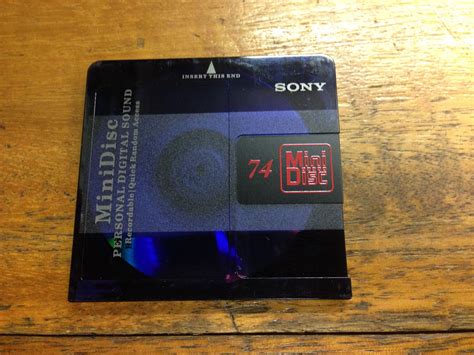 INSERT THIS END
SONY
74
Mini
Disc
MiniDisc
PERSONAL DIGITAL SOUND
Recordable/Quick Random Access